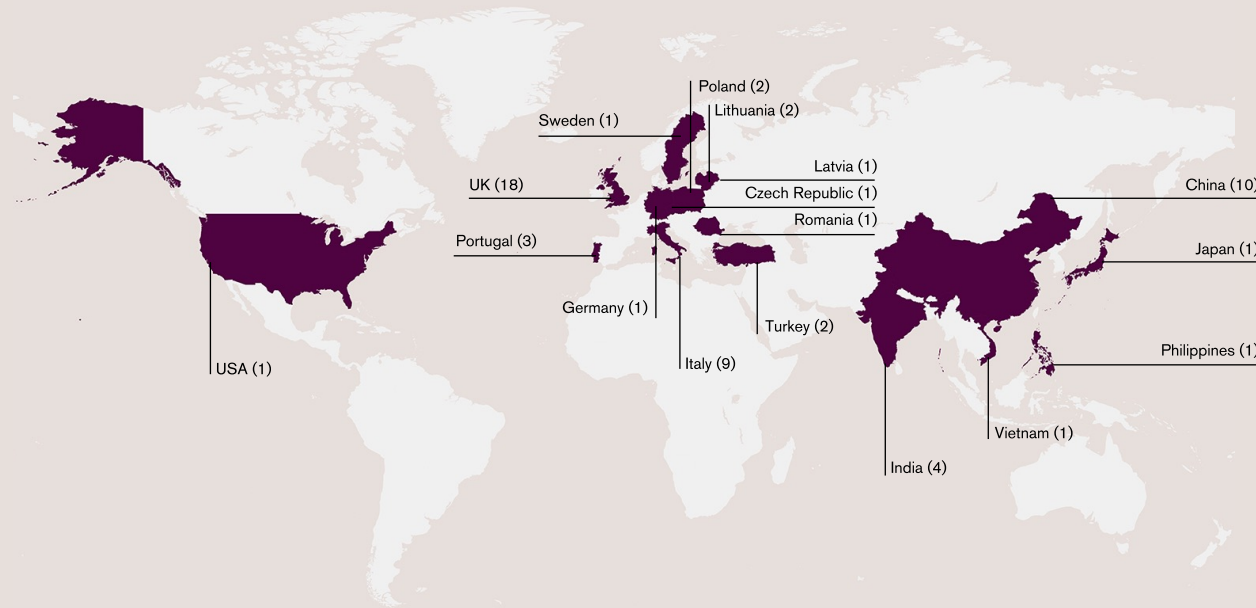 Poland (2)
Lithuania (2)
Sweden (1)
Latvia (1)
UK (18)
Czech Republic (1)
China (10)
Romania (1)
Portugal (3)
Japan (1)
Germany (1)
Turkey (2)
Philippines (1)
Italy (9)
USA (1)
Vietnam (1)
India (4)